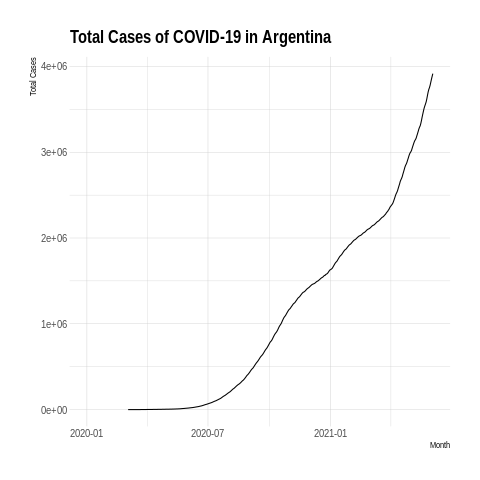 Total Cases of COVID-19 in Argentina
Total Cases
4e+06
3e+06
2e+06
1e+06
0e+00
2020-01
2020-07
2021-01
Month